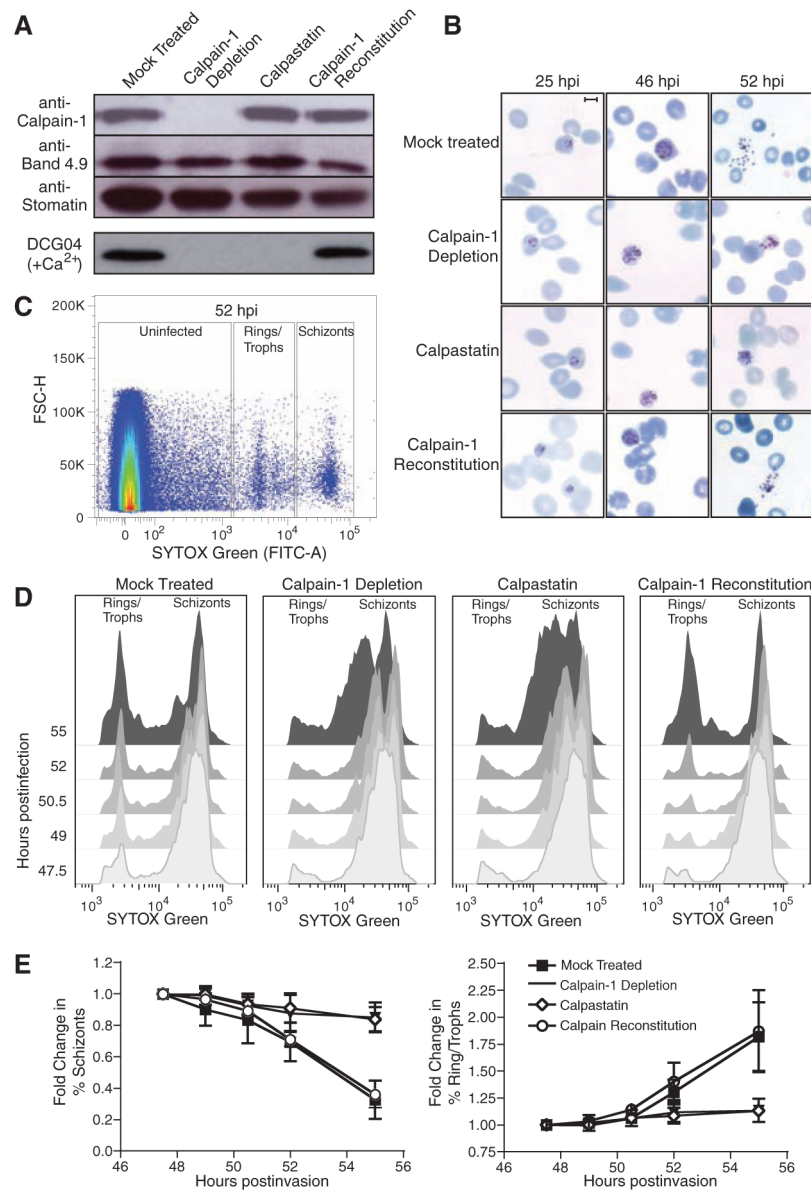 A
Mock Treated
Calpain-1
Depletion
Calpastatin
Calpain-1
Reconstitution
anti-
Calpain-1
anti-
Band 4.9
anti-
Stomatin
DCG04
(+Ca2+)
B
25 hpi
46 hpi
52 hpi
Mock treated
Calpain-1
Depletion
Calpastatin
Calpain-1
Reconstitution
C
52 hpi
Uninfected
Rings/
Trophs
Schizonts
FSC-H
200K
150K
100K
50K
0
0 10^2 10^3 10^4 10^5
SYTOX Green (FITC-A)
D
Mock Treated
Rings/
Trophs
Schizonts
Calpain-1 Depletion
Rings/
Trophs
Schizonts
Calpastatin
Rings/
Trophs
Schizonts
Calpain-1 Reconstitution
Rings/
Trophs
Schizonts
Hours postinfection
55
52
50.5
49
47.5
10^3 10^4 10^5
SYTOX Green
10^3 10^4 10^5
SYTOX Green
10^3 10^4 10^5
SYTOX Green
10^3 10^4 10^5
SYTOX Green
E
Fold Change in
% Schizonts
1.2
1.0
0.8
0.6
0.4
0.2
0.0
46 48 50 52 54 56
Hours postinvasion
Fold Change in
% Ring/Trophs
2.50
2.25
2.00
1.75
1.50
1.25
1.00
0.75
46 48 50 52 54 56
Hours postinvasion
Mock Treated
Calpain-1 Depletion
Calpastatin
Calpain Reconstitution